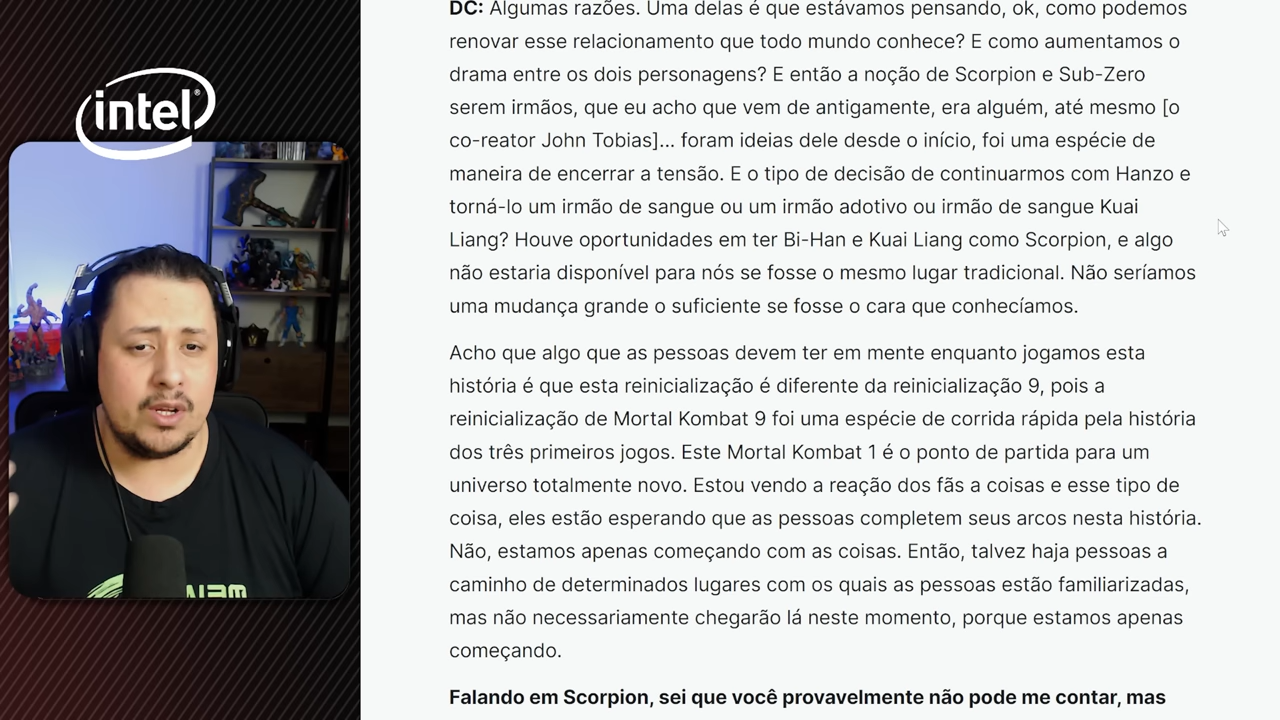 intel
DC: Algumas razões. Uma delas é que estávamos pensando, ok, como podemos
renovar esse relacionamento que todo mundo conhece? E como aumentamos o
drama entre os dois personagens? E então a noção de Scorpion e Sub-Zero
serem irmãos, que eu acho que vem de antigamente, era alguém, até mesmo [o
co-reator John Tobias]... foram ideias dele desde o início, foi uma espécie de
maneira de encerrar a tensão. E o tipo de decisão de continuarmos com Hanzo e
torná-lo um irmão de sangue ou um irmão adotivo ou irmão de sangue Kuai
Liang? Houve oportunidades em ter Bi-Han e Kuai Liang como Scorpion, e algo
não estaria disponível para nós se fosse o mesmo lugar tradicional. Não seríamos
uma mudança grande o suficiente se fosse o cara que conhecíamos.
Acho que algo que as pessoas devem ter em mente enquanto jogamos esta
história é que esta reinicialização é diferente da reinicialização 9, pois a
reinicialização de Mortal Kombat 9 foi uma espécie de corrida rápida pela história
dos três primeiros jogos. Este Mortal Kombat 1 é o ponto de partida para um
universo totalmente novo. Estou vendo a reação dos fãs a coisas e esse tipo de
coisa, eles estão esperando que as pessoas completem seus arcos nesta história.
Não, estamos apenas começando com as coisas. Então, talvez haja pessoas a
caminho de determinados lugares com os quais as pessoas estão familiarizadas,
mas não necessariamente chegarão lá neste momento, porque estamos apenas
começando.
Falando em Scorpion, sei que você provavelmente não pode me contar, mas